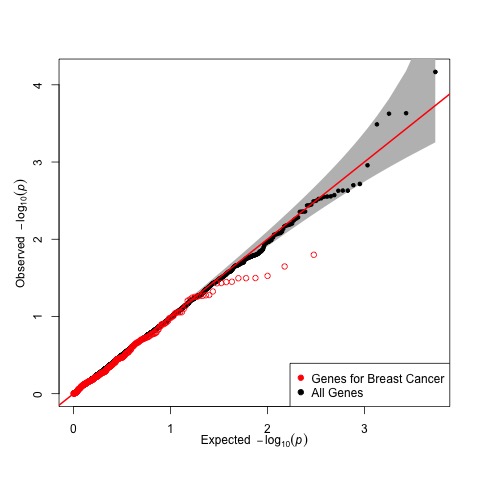 4
3
2
1
0
Observed −log₁₀(p)
Genes for Breast Cancer
All Genes
0 1 2 3
Expected −log₁₀(p)